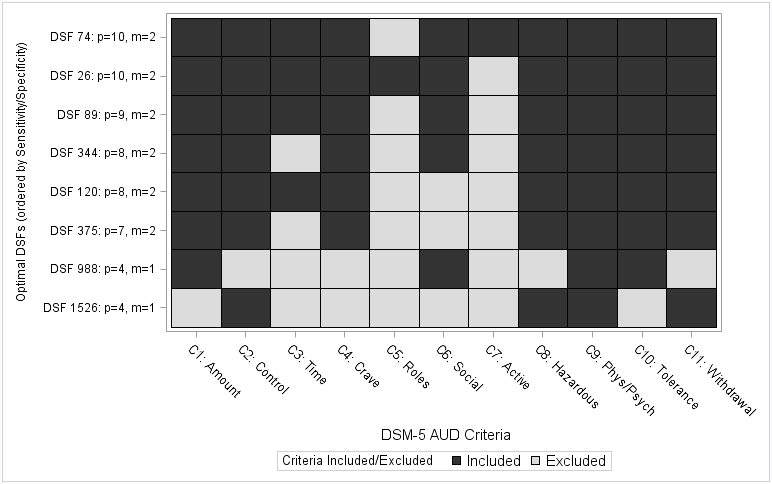 Optimal DSFs (ordered by Sensitivity/Specificity)
DSF 74: p=10, m=2
DSF 26: p=10, m=2
DSF 89: p=9, m=2
DSF 344: p=8, m=2
DSF 120: p=8, m=2
DSF 375: p=7, m=2
DSF 988: p=4, m=1
DSF 1526: p=4, m=1
C1: Amount
C2: Control
C3: Time
C4: Crave
C5: Roles
C6: Social
C7: Active
C8: Hazardous
C9: Phys/Psych
C10: Tolerance
C11: Withdrawal
DSM-5 AUD Criteria
Criteria Included/Excluded Included Excluded